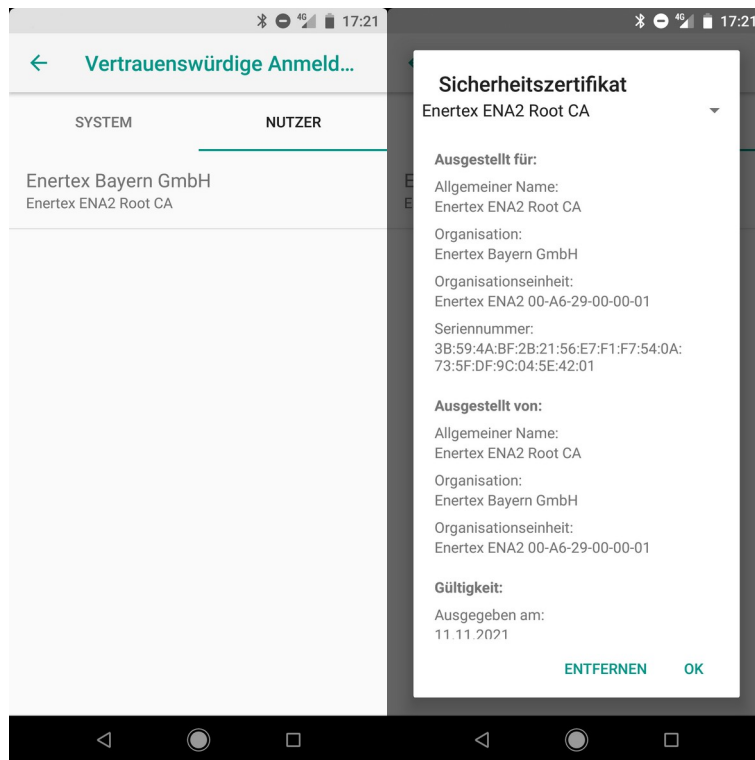 4G 17:21
Vertrauenswürdige Anmeld...
SYSTEM NUTZER
Enertex Bayern GmbH
Enertex ENA2 Root CA
4G 17:21
Sicherheitszertifikat
Enertex ENA2 Root CA
Ausgestellt für:
Allgemeiner Name:
Enertex ENA2 Root CA
Organisation:
Enertex Bayern GmbH
Organisationseinheit:
Enertex ENA2 00-A6-29-00-00-01
Seriennummer:
3B:59:4A:BF:2B:21:56:E7:F1:F7:54:0A:
73:5F:DF:9C:04:5E:42:01
Ausgestellt von:
Allgemeiner Name:
Enertex ENA2 Root CA
Organisation:
Enertex Bayern GmbH
Organisationseinheit:
Enertex ENA2 00-A6-29-00-00-01
Gültigkeit:
Ausgegeben am:
11.11.2021
ENTFERNEN OK